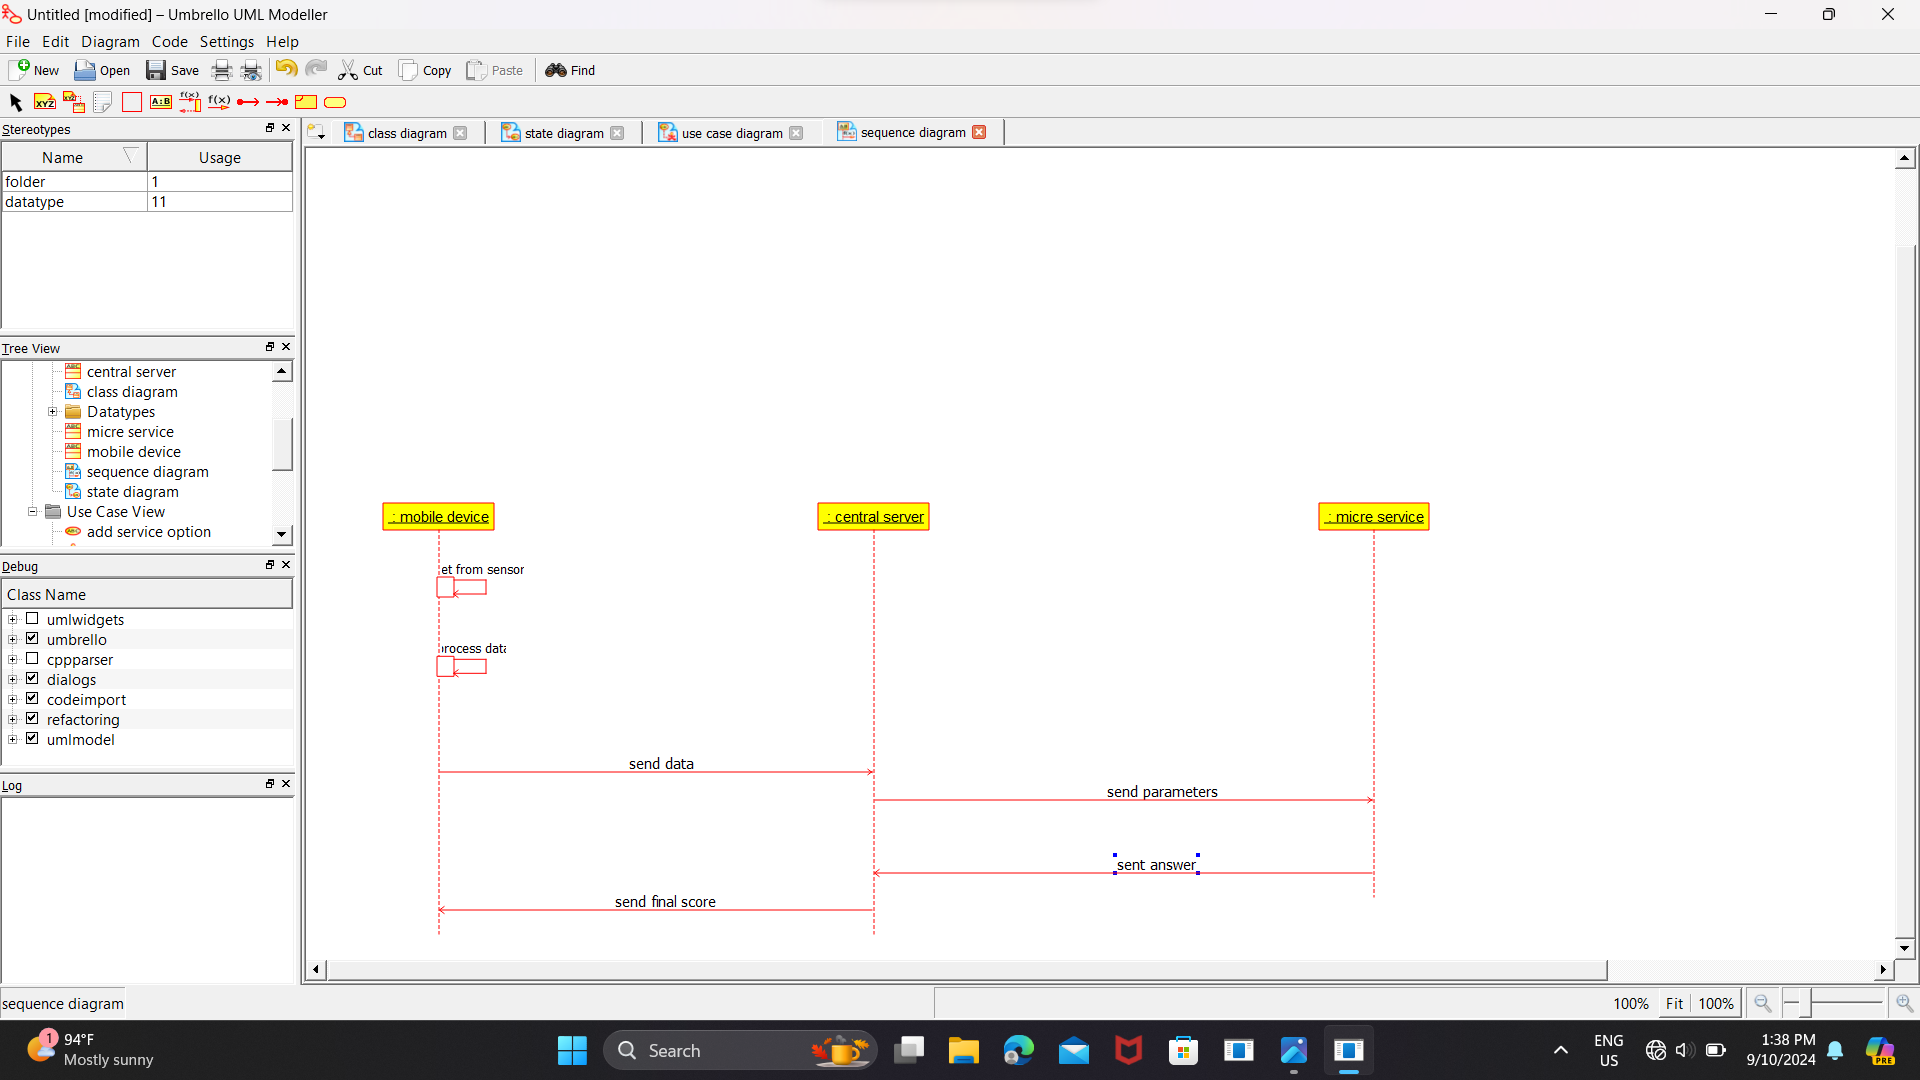 Untitled [modified] – Umbrello UML Modeller
File Edit Diagram Code Settings Help
New Open Save Cut Copy Paste Find
XYZ XYZ A:B f(x) f(x)
Stereotypes
class diagram state diagram use case diagram sequence diagram
Name Usage
folder 1
datatype 11
Tree View
central server
class diagram
Datatypes
micre service
mobile device
sequence diagram
state diagram
Use Case View
add service option
Debug
Class Name
umlwidgets
umbrello
cppparser
dialogs
codeimport
refactoring
umlmodel
Log
: mobile device : central server : micre service
et from sensor
rocess data
send data
send parameters
sent answer
send final score
sequence diagram 100% Fit 100%
1 94°F
Mostly sunny
Search
ENG
US
1:38 PM
9/10/2024
PRE